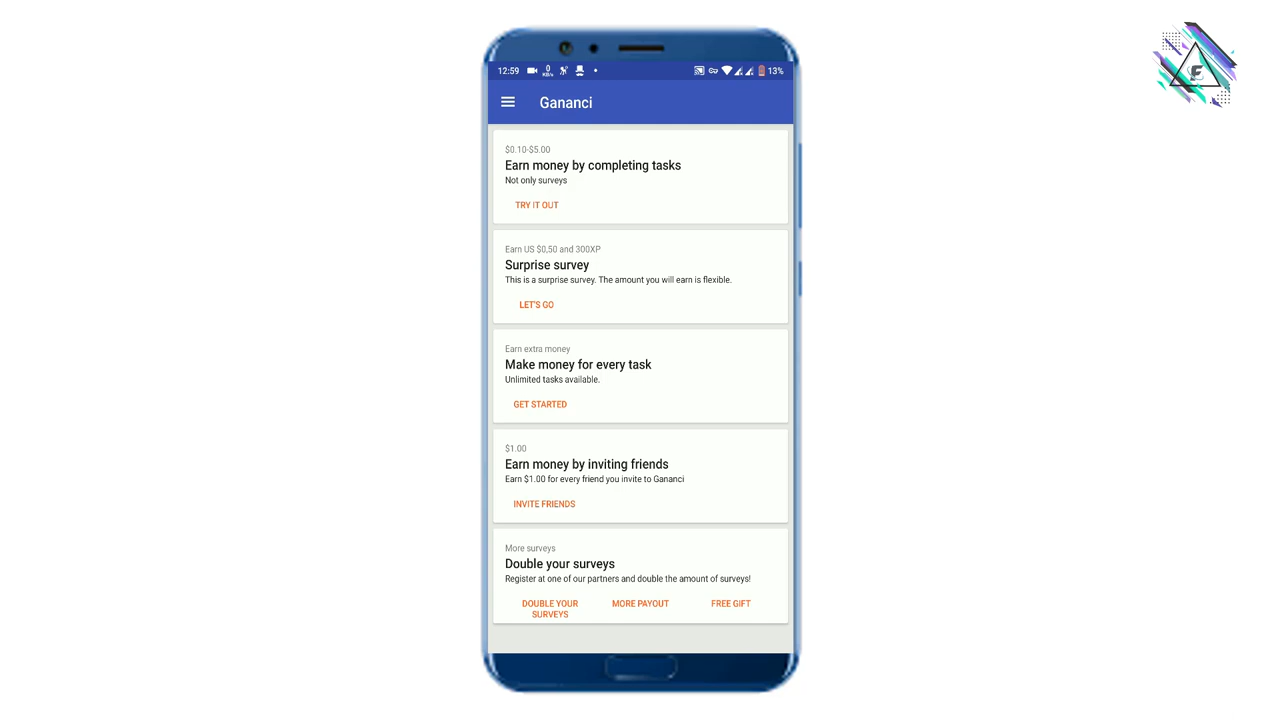 12:59
0
KB/s
13%
Gananci
$0.10-$5.00
Earn money by completing tasks
Not only surveys
TRY IT OUT
Earn US $0,50 and 300XP
Surprise survey
This is a surprise survey. The amount you will earn is flexible.
LET'S GO
Earn extra money
Make money for every task
Unlimited tasks available.
GET STARTED
$1.00
Earn money by inviting friends
Earn $1.00 for every friend you invite to Gananci
INVITE FRIENDS
More surveys
Double your surveys
Register at one of our partners and double the amount of surveys!
DOUBLE YOUR
SURVEYS
MORE PAYOUT
FREE GIFT